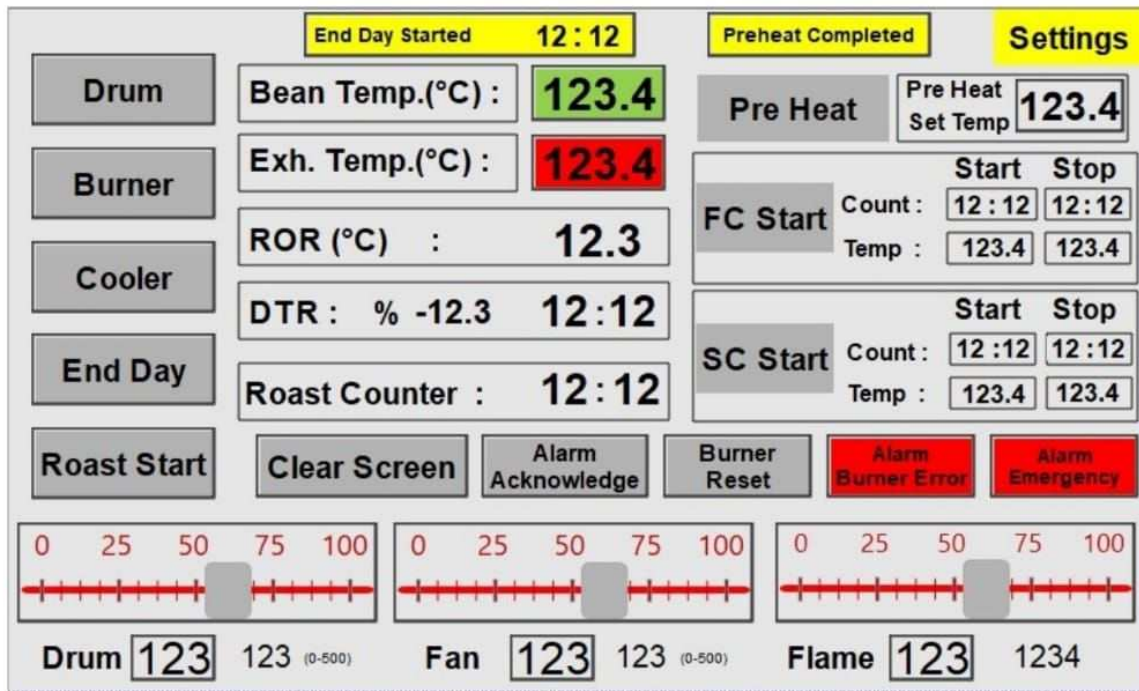 End Day Started 12:12
Preheat Completed
Settings
Drum
Bean Temp.(°C) : 123.4
Pre Heat
Pre Heat
Set Temp
123.4
Burner
Exh. Temp.(°C) : 123.4
Start Stop
FC Start
Count : 12:12 12:12
Temp : 123.4 123.4
Cooler
ROR (°C) : 12.3
DTR : % -12.3 12:12
Start Stop
SC Start
Count : 12:12 12:12
Temp : 123.4 123.4
End Day
Roast Counter : 12:12
Roast Start
Clear Screen
Alarm
Acknowledge
Burner
Reset
Alarm
Burner Error
Alarm
Emergency
0 25 50 75 100
0 25 50 75 100
0 25 50 75 100
Drum 123 123 (0-500)
Fan 123 123 (0-500)
Flame 123 1234